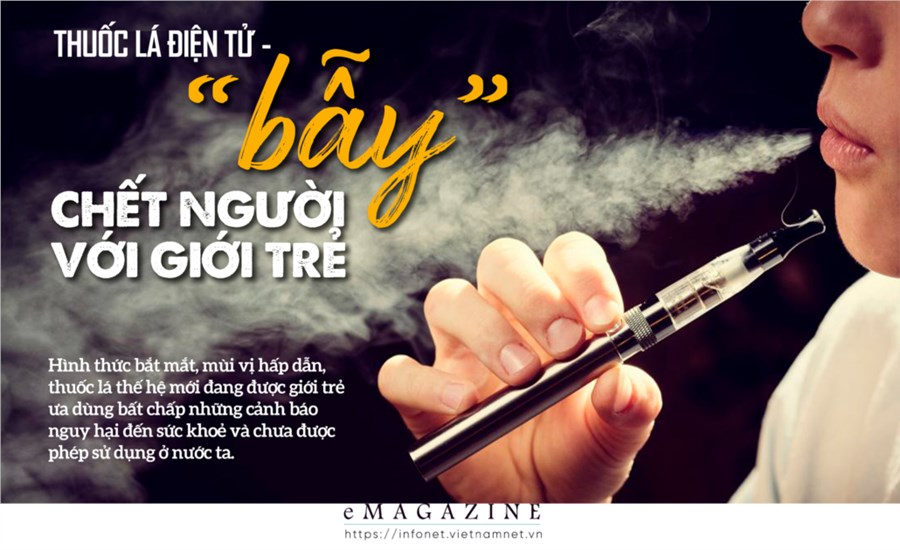 THUỐC LÁ ĐIỆN TỬ -
“bẫy”
CHẾT NGƯỜI
VỚI GIỚI TRẺ
Hình thức bắt mắt, mùi vị hấp dẫn,
thuốc lá thế hệ mới đang được giới trẻ
ưa dùng bất chấp những cảnh báo
nguy hại đến sức khoẻ và chưa được
phép sử dụng ở nước ta.
eMAGAZINE
https://infonet.vietnamnet.vn